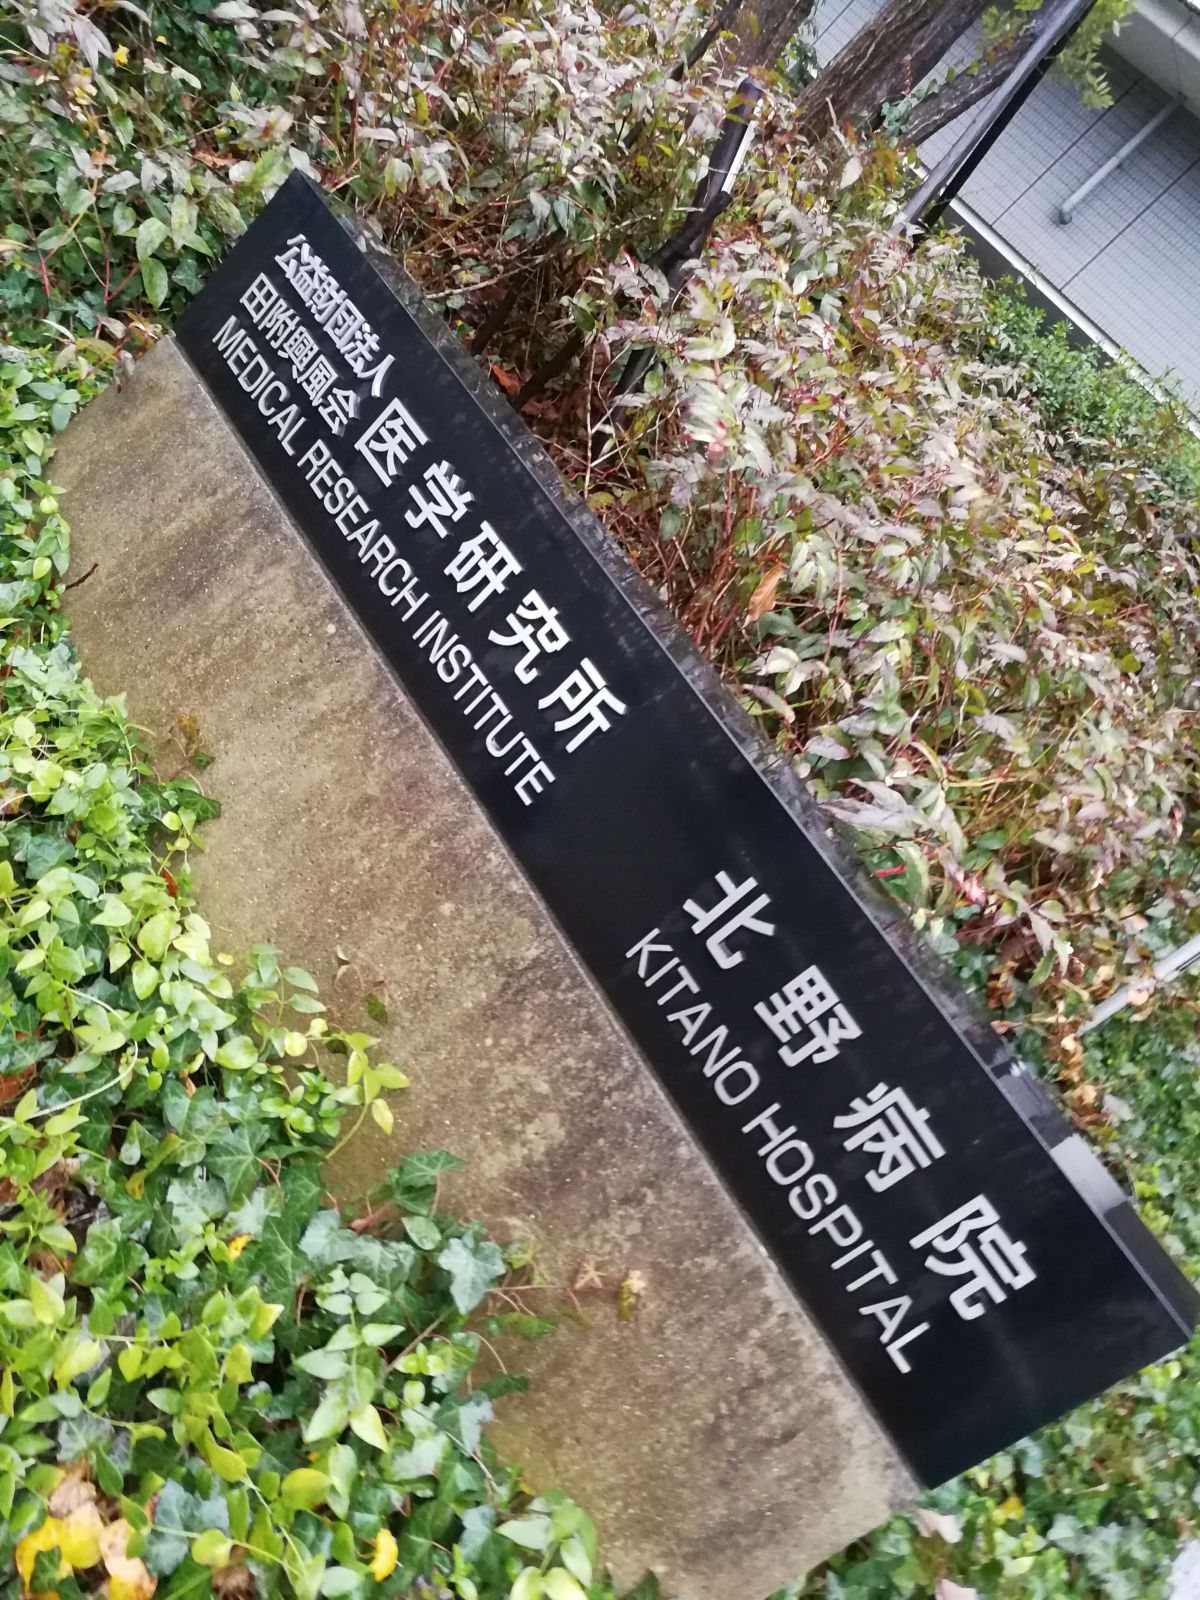 公益財団法人
田附興風会 医学研究所
MEDICAL RESEARCH INSTITUTE
北野病院
KITANO HOSPITAL